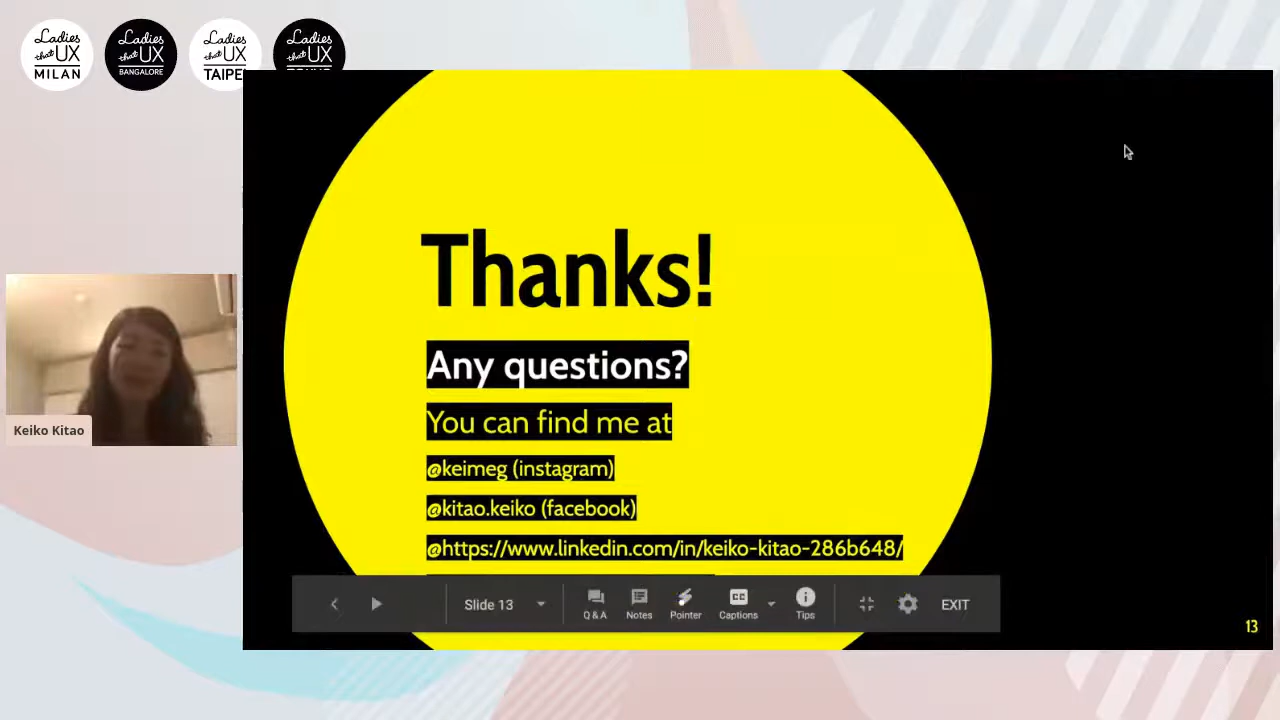 Ladies
that UX
MILAN
Ladies
that UX
BANGALORE
Ladies
that UX
TAIPE
Ladies
that UX
Thanks!
Any questions?
You can find me at
@keimeg (instagram)
@kitao.keiko (facebook)
@https://www.linkedin.com/in/keiko-kitao-286b648/
Keiko Kitao
Slide 13
Q & A
Notes
Pointer
CC
Captions
Tips
EXIT
13